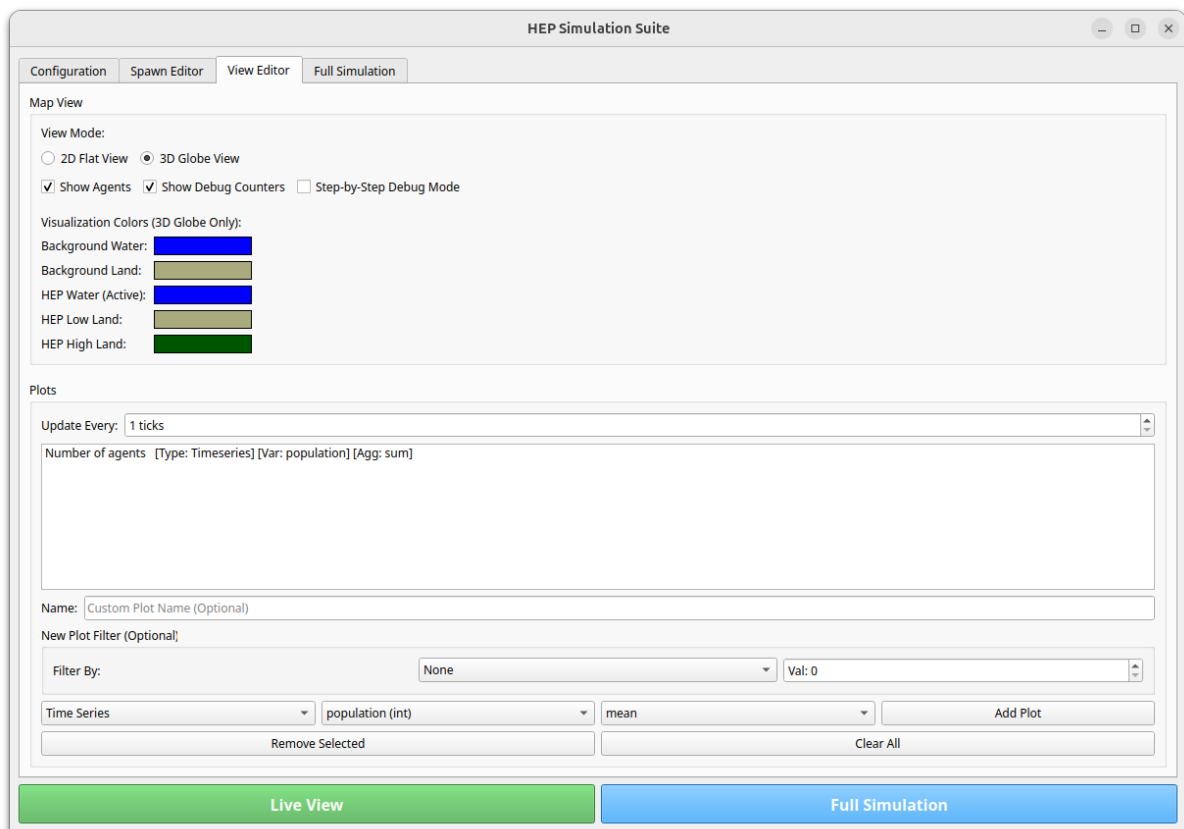 HEP Simulation Suite
Configuration Spawn Editor View Editor Full Simulation
Map View
View Mode:
2D Flat View 3D Globe View
Show Agents Show Debug Counters Step-by-Step Debug Mode
Visualization Colors (3D Globe Only):
Background Water:
Background Land:
HEP Water (Active):
HEP Low Land:
HEP High Land:
Plots
Update Every: 1 ticks
Number of agents [Type: Timeseries] [Var: population] [Agg: sum]
Name: Custom Plot Name (Optional)
New Plot Filter (Optional)
Filter By: None Val: 0
Time Series population (int) mean Add Plot
Remove Selected Clear All
Live View Full Simulation